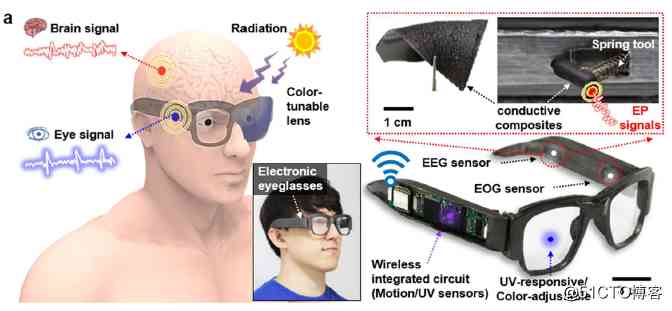 a
Brain signal
Radiation
Color-
tunable
lens
Eye signal
Electronic
eyeglasses
1 cm
conductive
composites
Spring tool
EP
signals
EEG sensor
EOG sensor
Wireless
integrated circuit
(Motion/UV sensors)
UV-responsive/
Color-adjustable
@51CTO博客